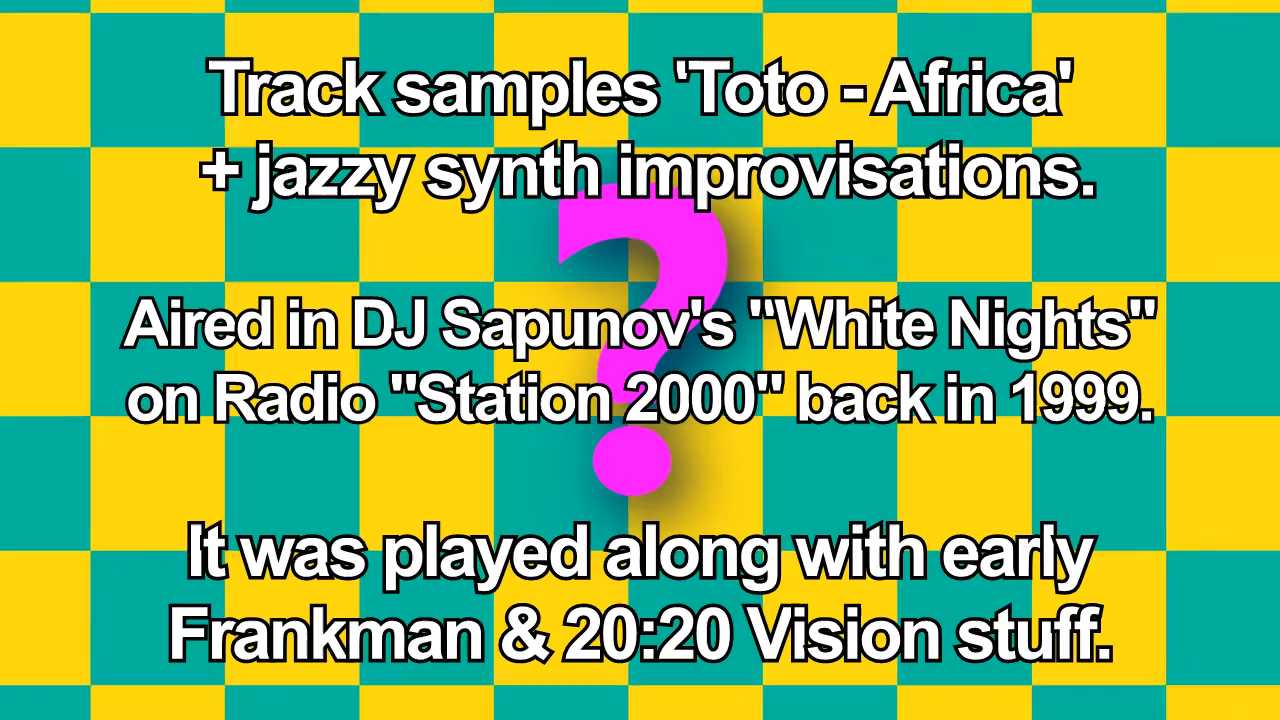 Track samples 'Toto - Africa'
+ jazzy synth improvisations.
Aired in DJ Sapunov's "White Nights"
on Radio "Station 2000" back in 1999.
It was played along with early
Frankman & 20:20 Vision stuff.
?